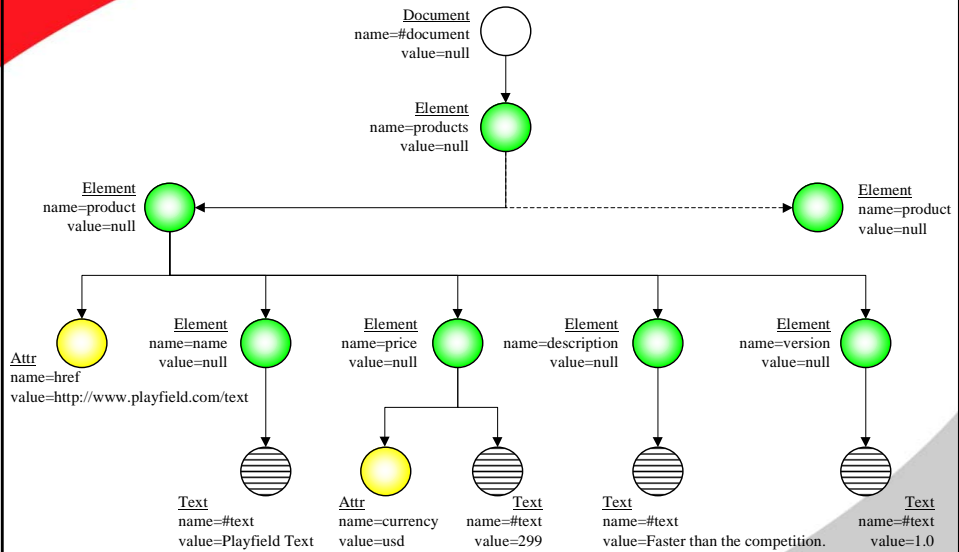 Document
name=#document
value=null
Element
name=products
value=null
Element
name=product
value=null
Element
name=product
value=null
Attr
name=href
value=http://www.playfield.com/text
Element
name=name
value=null
Element
name=price
value=null
Element
name=description
value=null
Element
name=version
value=null
Text
name=#text
value=Playfield Text
Attr
name=currency
value=usd
Text
name=#text
value=299
Text
name=#text
value=Faster than the competition.
Text
name=#text
value=1.0